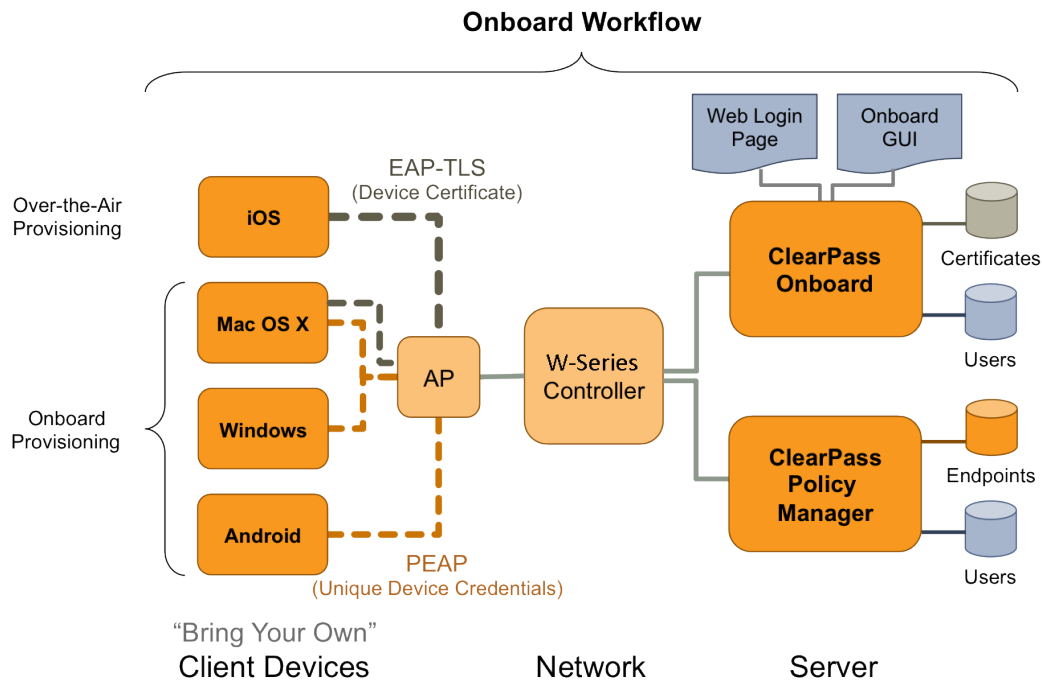 Onboard Workflow
Web Login
Page
Onboard
GUI
EAP-TLS
(Device Certificate)
Over-the-Air
Provisioning
iOS
ClearPass
Onboard
Certificates
Mac OS X
Users
AP
W-Series
Controller
Onboard
Provisioning
Windows
ClearPass
Policy
Manager
Endpoints
Android
Users
PEAP
(Unique Device Credentials)
“Bring Your Own”
Client Devices
Network
Server